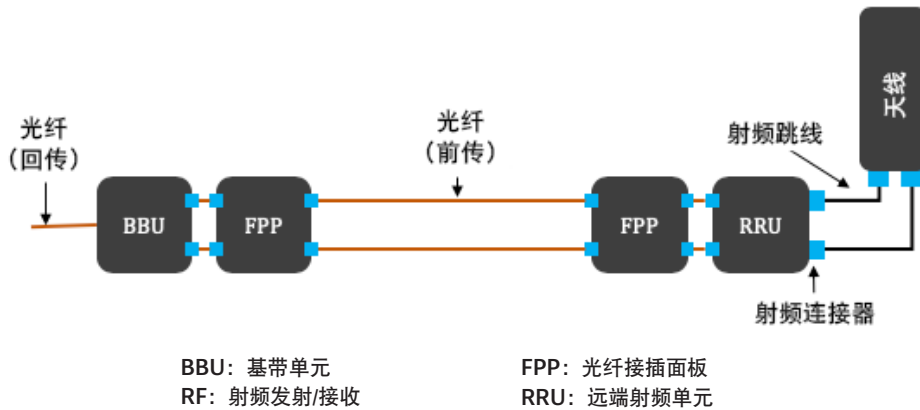 天线
光纤
（回传）
光纤
（前传）
射频跳线
BBU
FPP
FPP
RRU
射频连接器
BBU：基带单元
FPP：光纤接插面板
RF：射频发射/接收
RRU：远端射频单元